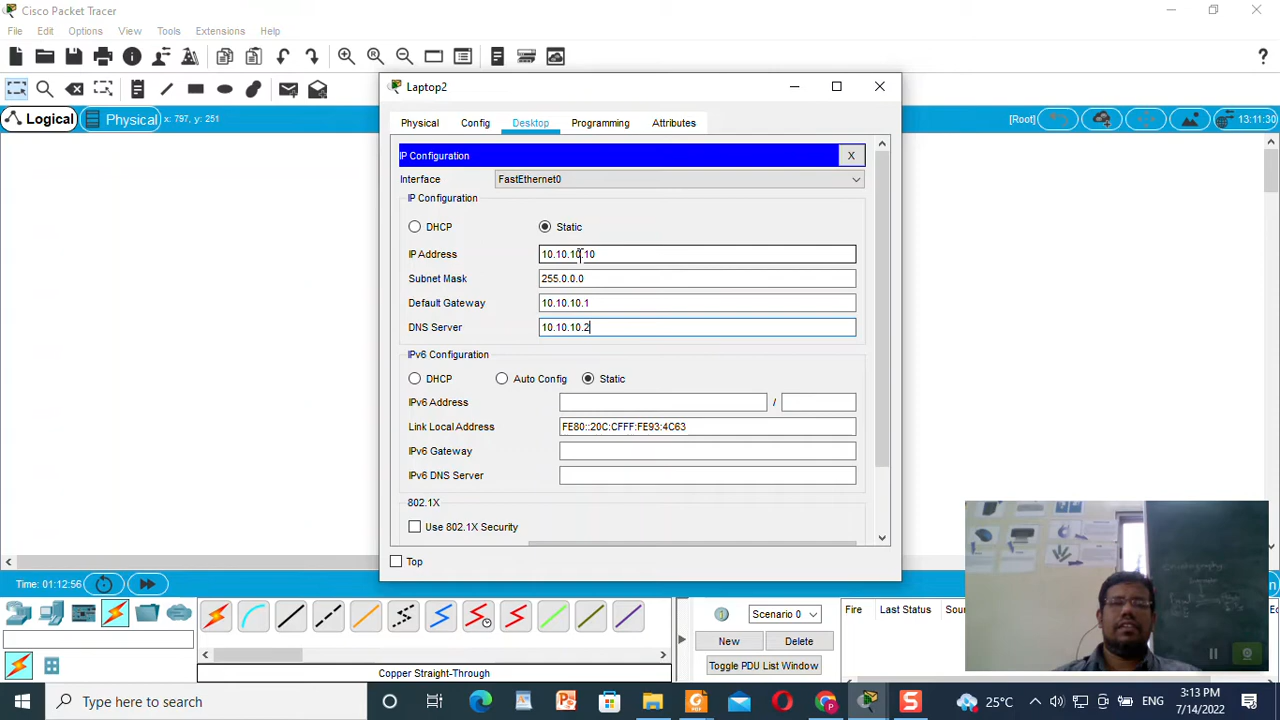 Cisco Packet Tracer
File Edit Options View Tools Extensions Help
Logical Physical x: 797, y: 251 [Root] 13:11:30
Laptop2
Physical Config Desktop Programming Attributes
IP Configuration X
Interface FastEthernet0
IP Configuration
DHCP Static
IP Address 10.10.10.10
Subnet Mask 255.0.0.0
Default Gateway 10.10.10.1
DNS Server 10.10.10.2
IPv6 Configuration
DHCP Auto Config Static
IPv6 Address /
Link Local Address FE80::20C:CFFF:FE93:4C63
IPv6 Gateway
IPv6 DNS Server
802.1X
Use 802.1X Security
Top
Time: 01:12:56
Scenario 0 Fire Last Status
New Delete
Toggle PDU List Window
Copper Straight-Through
Type here to search 25°C ENG 3:13 PM
7/14/2022